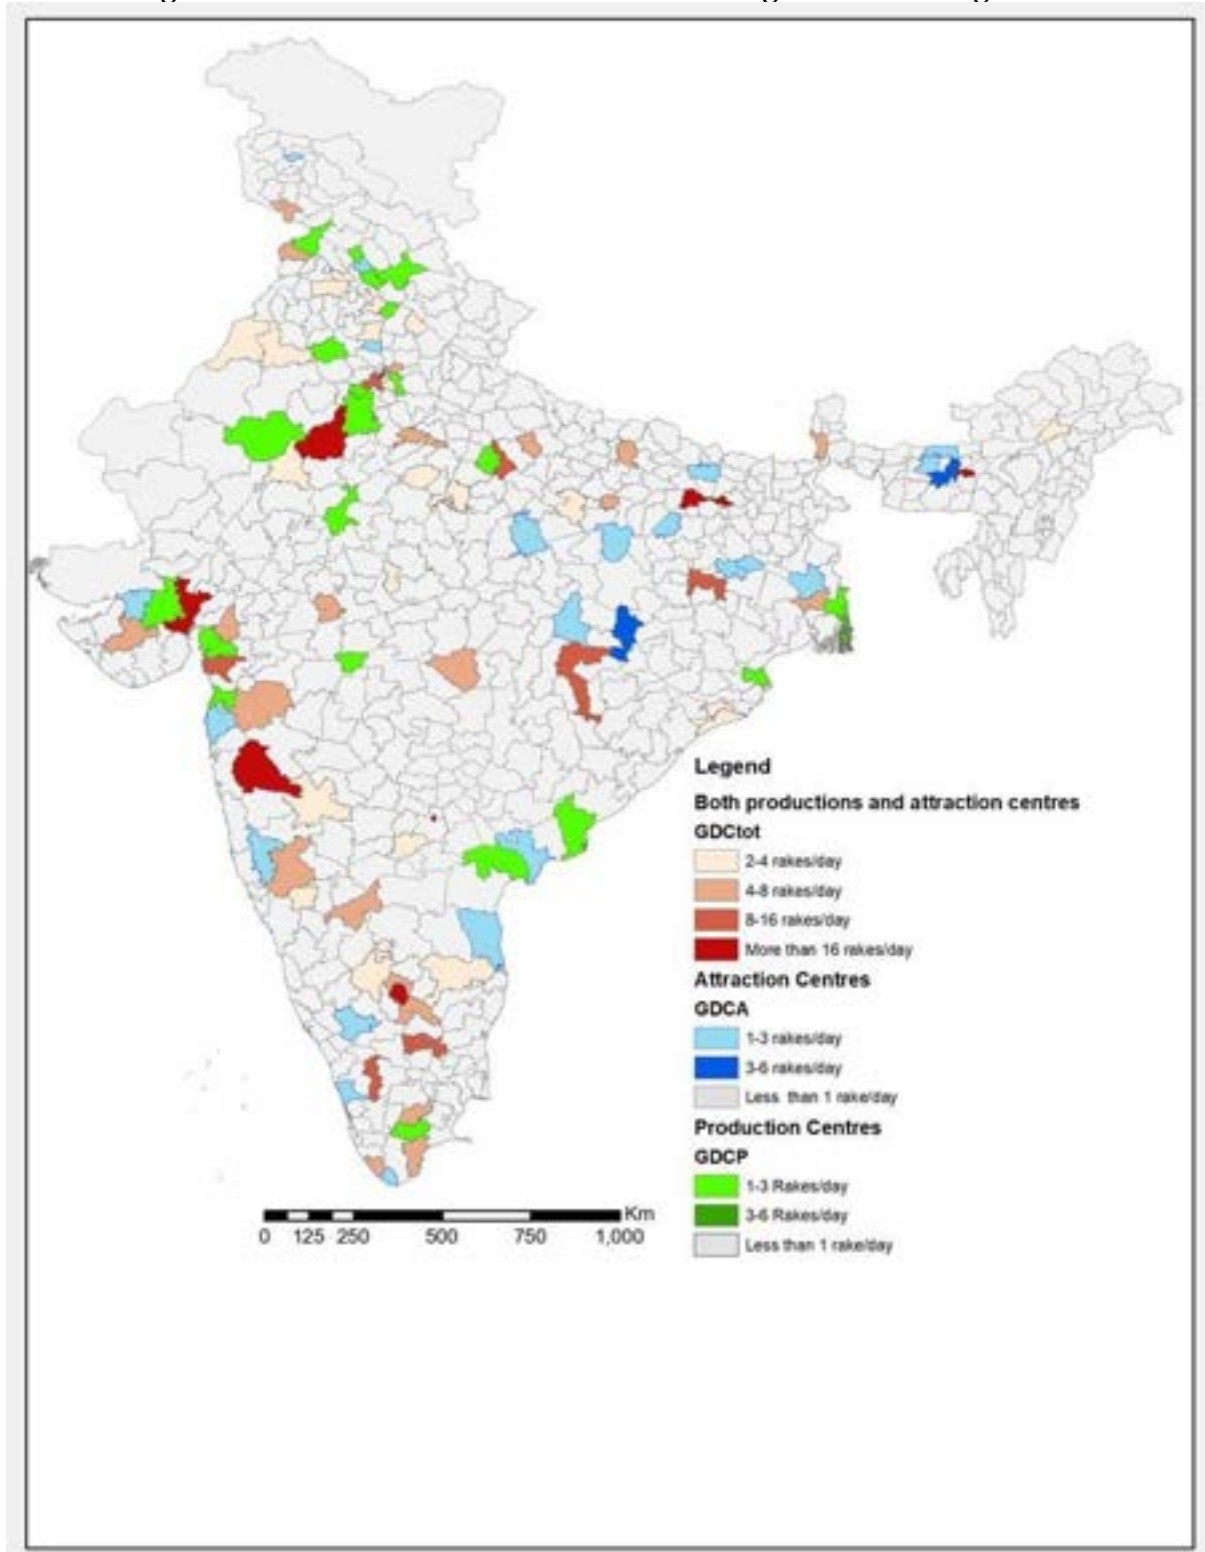 Legend
Both productions and attraction centres
GDCtot
2-4 rakes/day
4-8 rakes/day
8-16 rakes/day
More than 16 rakes/day
Attraction Centres
GDCA
1-3 rakes/day
3-6 rakes/day
Less than 1 rake/day
Production Centres
GDCP
1-3 Rakes/day
3-6 Rakes/day
Less than 1 rake/day
Km
0 125 250 500 750 1,000